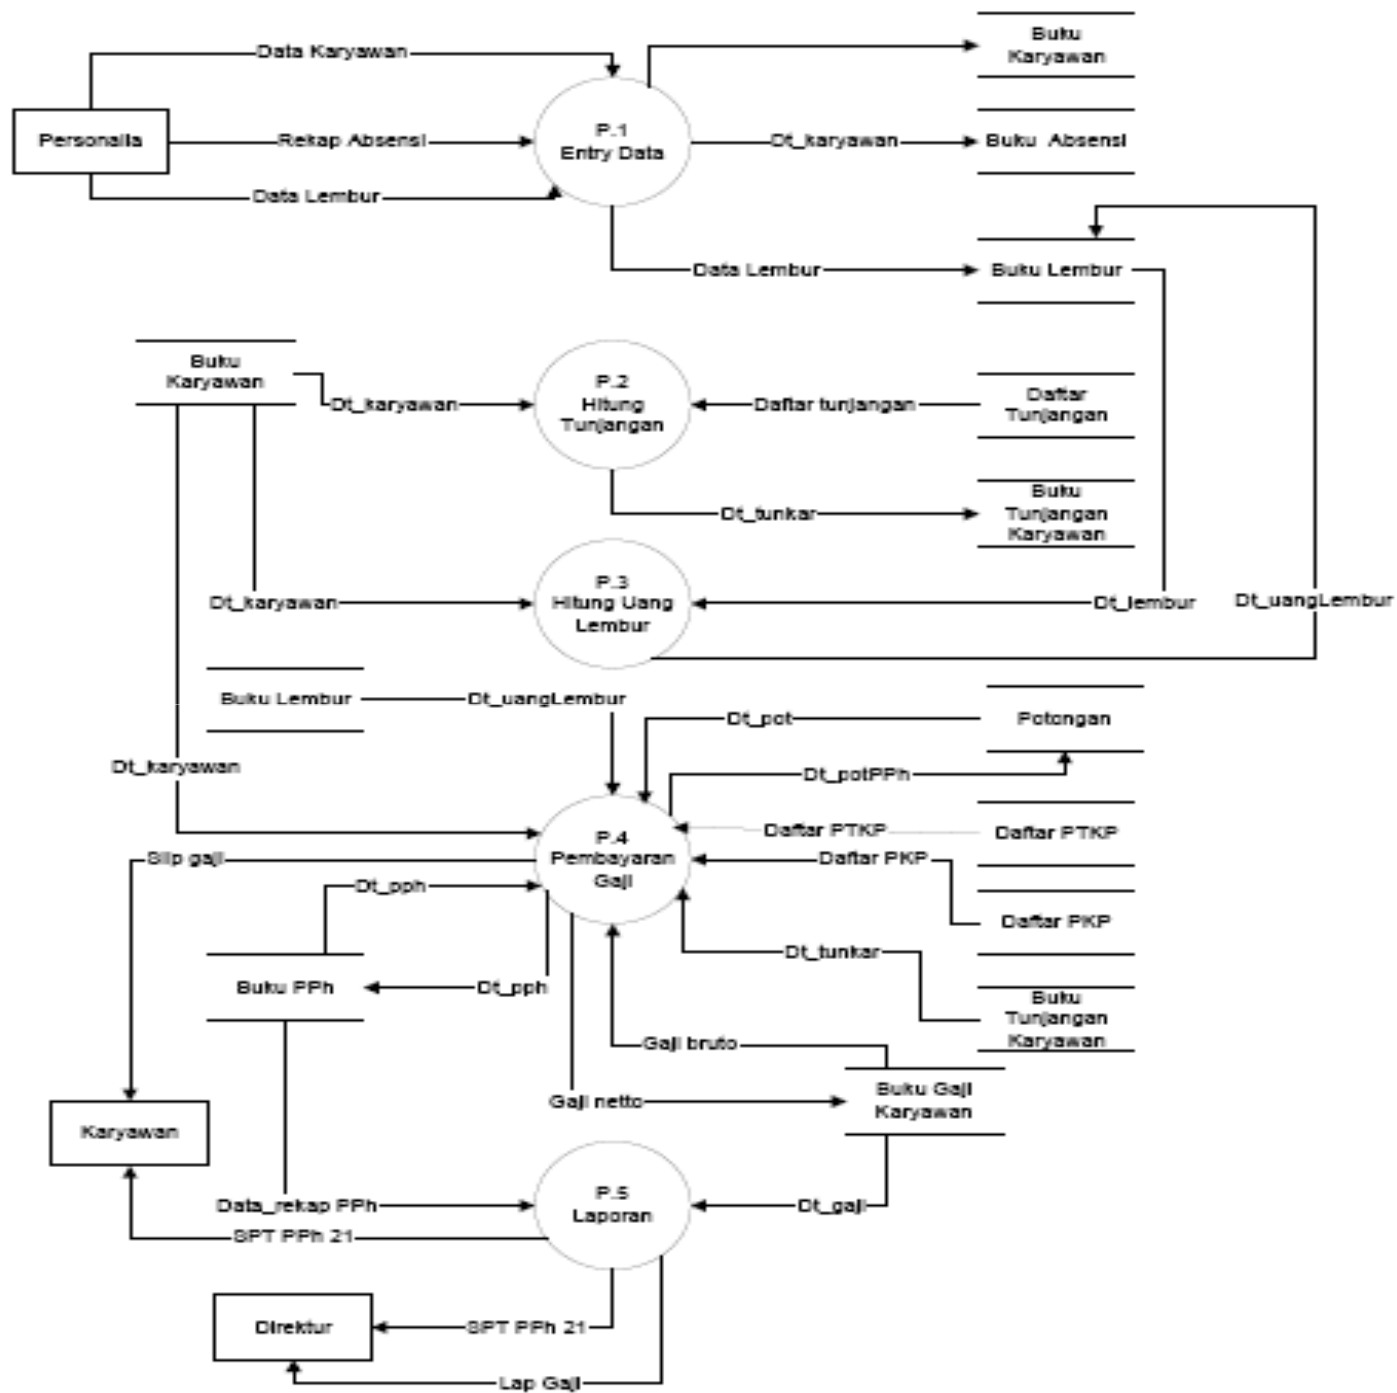 Data Karyawan
Buku
Karyawan
Personalia
Rekap Absensi
P.1
Entry Data
Dt_karyawan
Buku Absensi
Data Lembur
Data Lembur
Buku Lembur
Buku
Karyawan
Dt_karyawan
P.2
Hitung
Tunjangan
Daftar tunjangan
Daftar
Tunjangan
Dt_tunkar
Buku
Tunjangan
Karyawan
Dt_karyawan
P.3
Hitung Uang
Lembur
Dt_lembur
Dt_uangLembur
Buku Lembur
Dt_uangLembur
Dt_pot
Potongan
Dt_karyawan
Dt_potPPh
P.4
Pembayaran
Gaji
Daftar PTKP
Daftar PTKP
Slip gaji
Daftar PKP
Dt_pph
Daftar PKP
Dt_tunkar
Buku PPh
Dt_pph
Buku
Tunjangan
Karyawan
Gaji bruto
Gaji netto
Buku Gaji
Karyawan
Karyawan
Data_rekap PPh
P.5
Laporan
Dt_gaji
SPT PPh 21
Direktur
SPT PPh 21
Lap Gaji